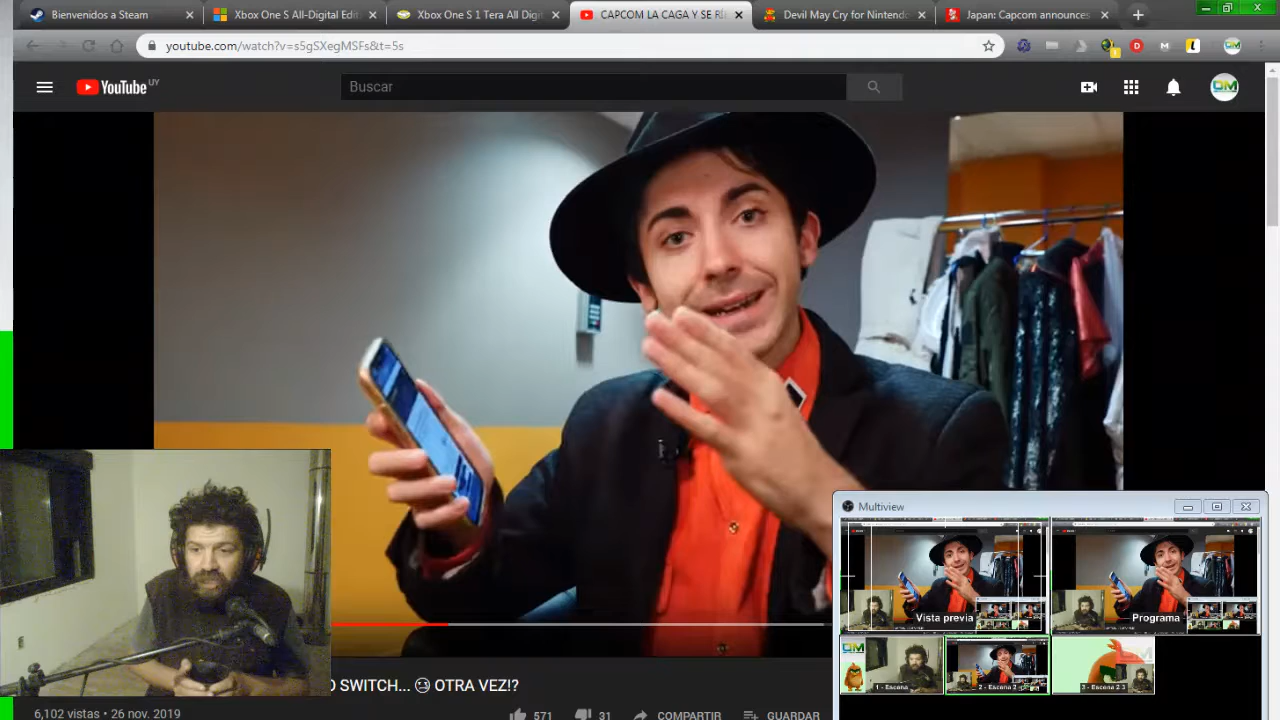 Bienvenidos a Steam
Xbox One S All-Digital Edit
Xbox One S 1 Tera All Digi
CAPCOM LA CAGA Y SE RÍ
Devil May Cry for Nintendo
Japan: Capcom announces
youtube.com/watch?v=s5gSXegMSFs&t=5s
YouTube UY
Buscar
Multiview
Vista previa
Programa
1 - Escena
2 - Escena 2
3 - Escena 2 3
O SWITCH... OTRA VEZ!?
6,102 vistas • 26 nov. 2019
571
31
COMPARTIR
GUARDAR